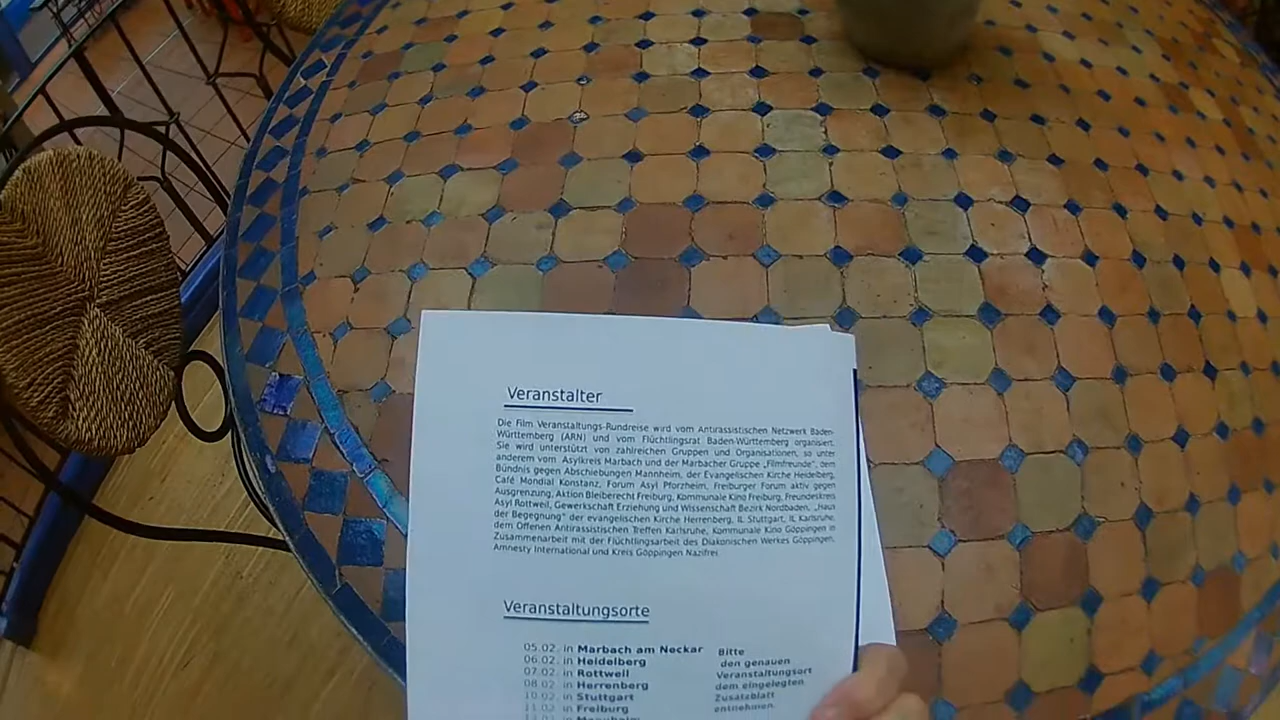 Veranstalter
Die Film Veranstaltungs-Rundreise wird vom Antirassistischen Netzwerk Baden-
Württemberg (ARN) und vom Flüchtlingsrat Baden-Württemberg organisiert.
Sie wird unterstützt von zahlreichen Gruppen und Organisationen, so unter
anderem vom Asylkreis Marbach und der Marbacher Gruppe „Filmfreunde", dem
Bündnis gegen Abschiebungen Mannheim, der Evangelischen Kirche Heidelberg,
Café Mondial Konstanz, Forum Asyl Pforzheim, Freiburger Forum aktiv gegen
Ausgrenzung, Aktion Bleiberecht Freiburg, Kommunale Kino Freiburg, Freundeskreis
Asyl Rottweil, Gewerkschaft Erziehung und Wissenschaft Bezirk Nordbaden, „Haus
der Begegnung" der evangelischen Kirche Herrenberg, IL Stuttgart, IL Karlsruhe,
dem Offenen Antirassistischen Treffen Karlsruhe, Kommunale Kino Göppingen in
Zusammenarbeit mit der Flüchtlingsarbeit des Diakonischen Werkes Göppingen,
Amnesty International und Kreis Göppingen Nazifrei
Veranstaltungsorte
05.02. in Marbach am Neckar
06.02. in Heidelberg
07.02. in Rottweil
08.02. in Herrenberg
10.02. in Stuttgart
11.02. in Freiburg
in Mannheim
Bitte
den genauen
Veranstaltungsort
dem eingelegten
Zusatzblatt
entnehmen.